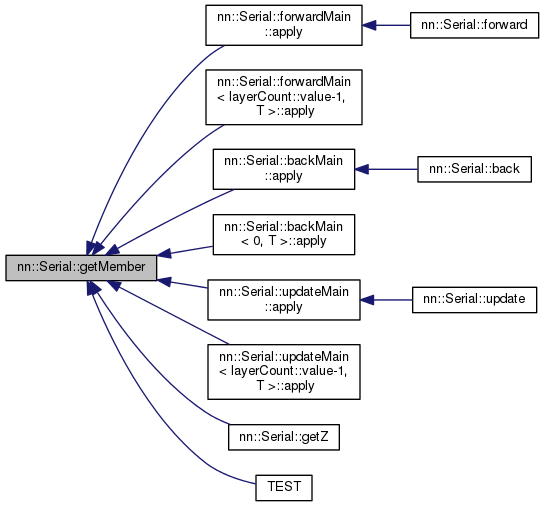 nn::Serial::forwardMain
::apply
nn::Serial::forward
nn::Serial::forwardMain
< layerCount::value-1,
T >::apply
nn::Serial::backMain
::apply
nn::Serial::back
nn::Serial::backMain
< 0, T >::apply
nn::Serial::getMember
nn::Serial::updateMain
::apply
nn::Serial::update
nn::Serial::updateMain
< layerCount::value-1,
T >::apply
nn::Serial::getZ
TEST